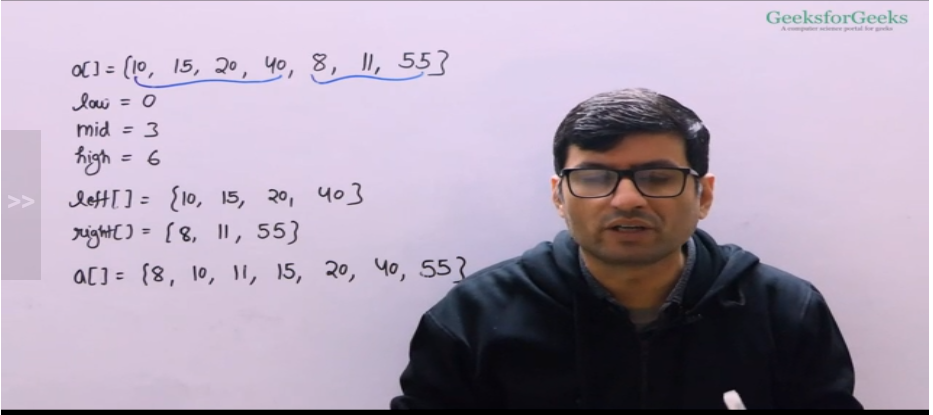 GeeksforGeeks
A computer science portal for geeks
a[] = {10, 15, 20, 40, 8, 11, 55}
low = 0
mid = 3
high = 6
>>
left[] = {10, 15, 20, 40}
right[] = {8, 11, 55}
a[] = {8, 10, 11, 15, 20, 40, 55}